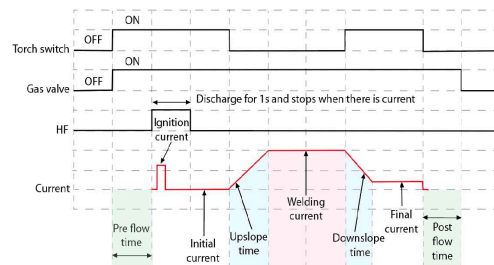 ON
Torch switch
OFF
ON
Gas valve
OFF
Discharge for 1s and stops when there is current
HF
Ignition
current
Current
Welding
current
Pre flow
time
Initial
current
Upslope
time
Downslope
time
Final
current
Post
flow
time